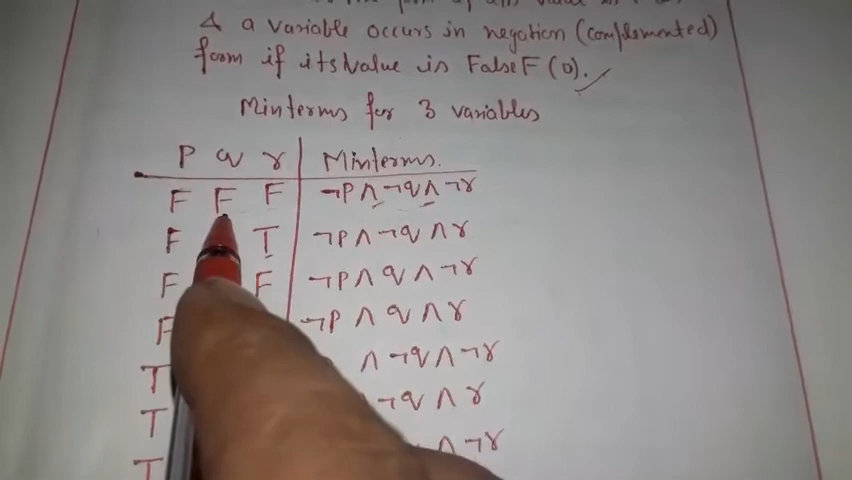 & a variable occurs in negation (complemented)
form if its value is False F (0).
Minterms for 3 variables
P q r Minterms.
F F F ¬P ∧ ¬q ∧ ¬r
F T ¬P ∧ ¬q ∧ r
F F ¬P ∧ q ∧ ¬r
F ¬P ∧ q ∧ r
T ∧ ¬q ∧ ¬r
T ¬q ∧ r
T ∧ ¬r